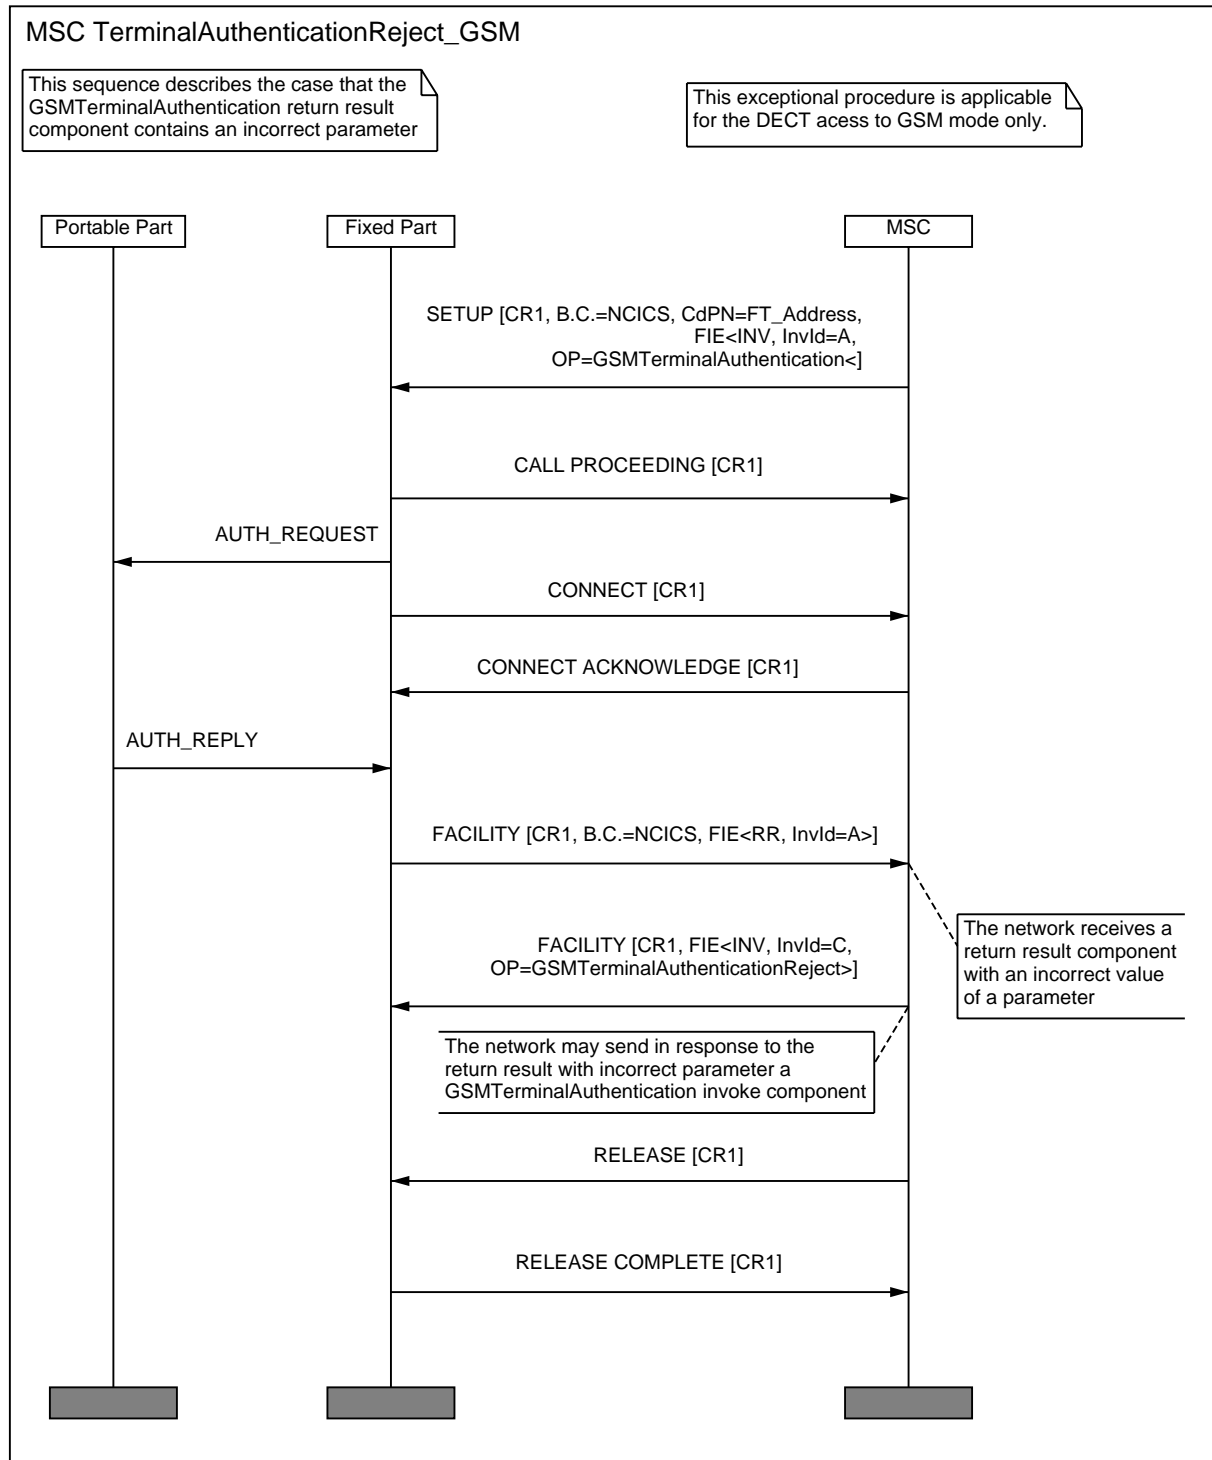 MSC TerminalAuthenticationReject_GSM
This sequence describes the case that the
GSMTerminalAuthentication return result
component contains an incorrect parameter
This exceptional procedure is applicable
for the DECT acess to GSM mode only.
Portable Part
Fixed Part
MSC
SETUP [CR1, B.C.=NCICS, CdPN=FT_Address,
FIE<INV, InvId=A,
OP=GSMTerminalAuthentication<]
CALL PROCEEDING [CR1]
AUTH_REQUEST
CONNECT [CR1]
CONNECT ACKNOWLEDGE [CR1]
AUTH_REPLY
FACILITY [CR1, B.C.=NCICS, FIE<RR, InvId=A>]
The network receives a
return result component
with an incorrect value
of a parameter
FACILITY [CR1, FIE<INV, InvId=C,
OP=GSMTerminalAuthenticationReject>]
The network may send in response to the
return result with incorrect parameter a
GSMTerminalAuthentication invoke component
RELEASE [CR1]
RELEASE COMPLETE [CR1]